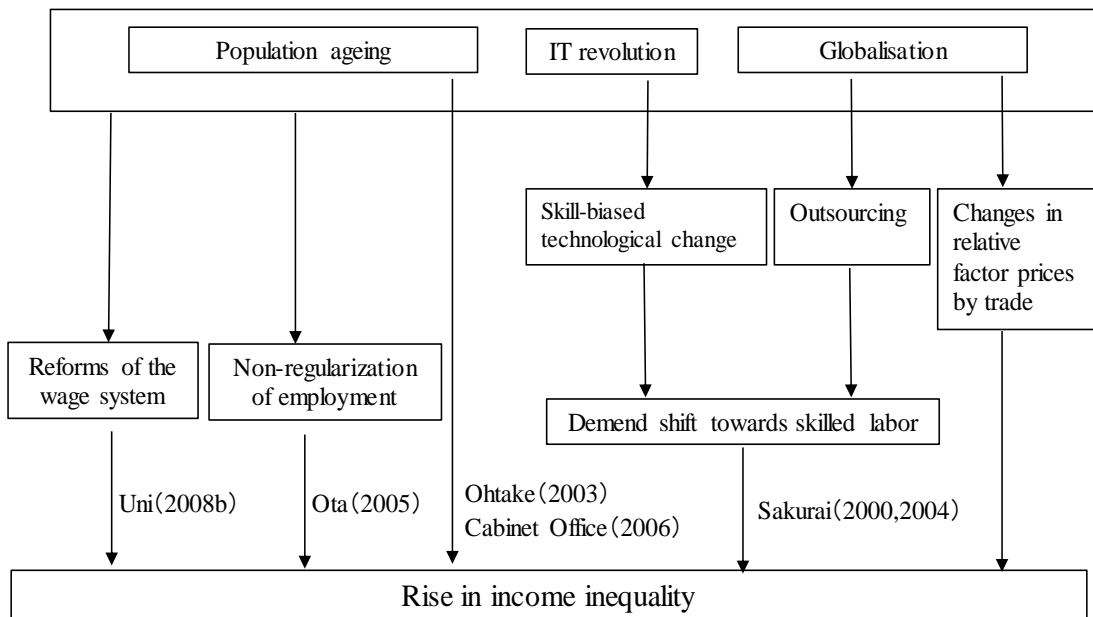 Population ageing
IT revolution
Globalisation
Skill-biased
technological change
Outsourcing
Changes in
relative
factor prices
by trade
Reforms of the
wage system
Non-regularization
of employment
Demend shift towards skilled labor
Uni(2008b)
Ota(2005)
Ohtake(2003)
Cabinet Office(2006)
Sakurai(2000,2004)
Rise in income inequality